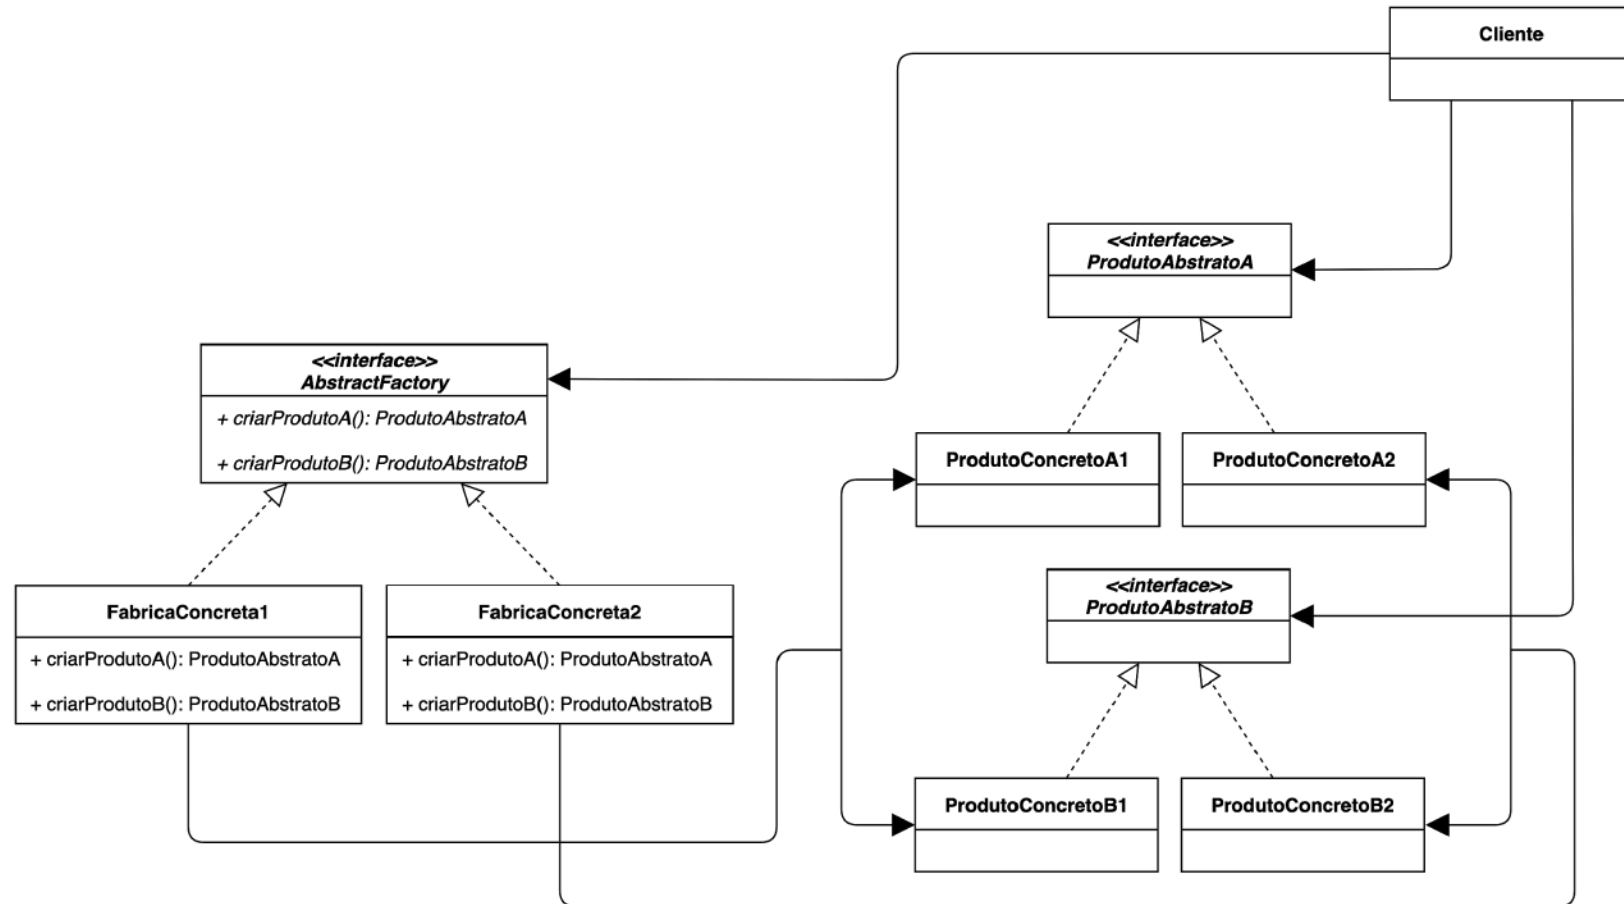 Cliente
<<interface>>
ProdutoAbstratoA
<<interface>>
AbstractFactory
+ criarProdutoA(): ProdutoAbstratoA
+ criarProdutoB(): ProdutoAbstratoB
ProdutoConcretoA1
ProdutoConcretoA2
<<interface>>
ProdutoAbstratoB
FabricaConcreta1
+ criarProdutoA(): ProdutoAbstratoA
+ criarProdutoB(): ProdutoAbstratoB
FabricaConcreta2
+ criarProdutoA(): ProdutoAbstratoA
+ criarProdutoB(): ProdutoAbstratoB
ProdutoConcretoB1
ProdutoConcretoB2